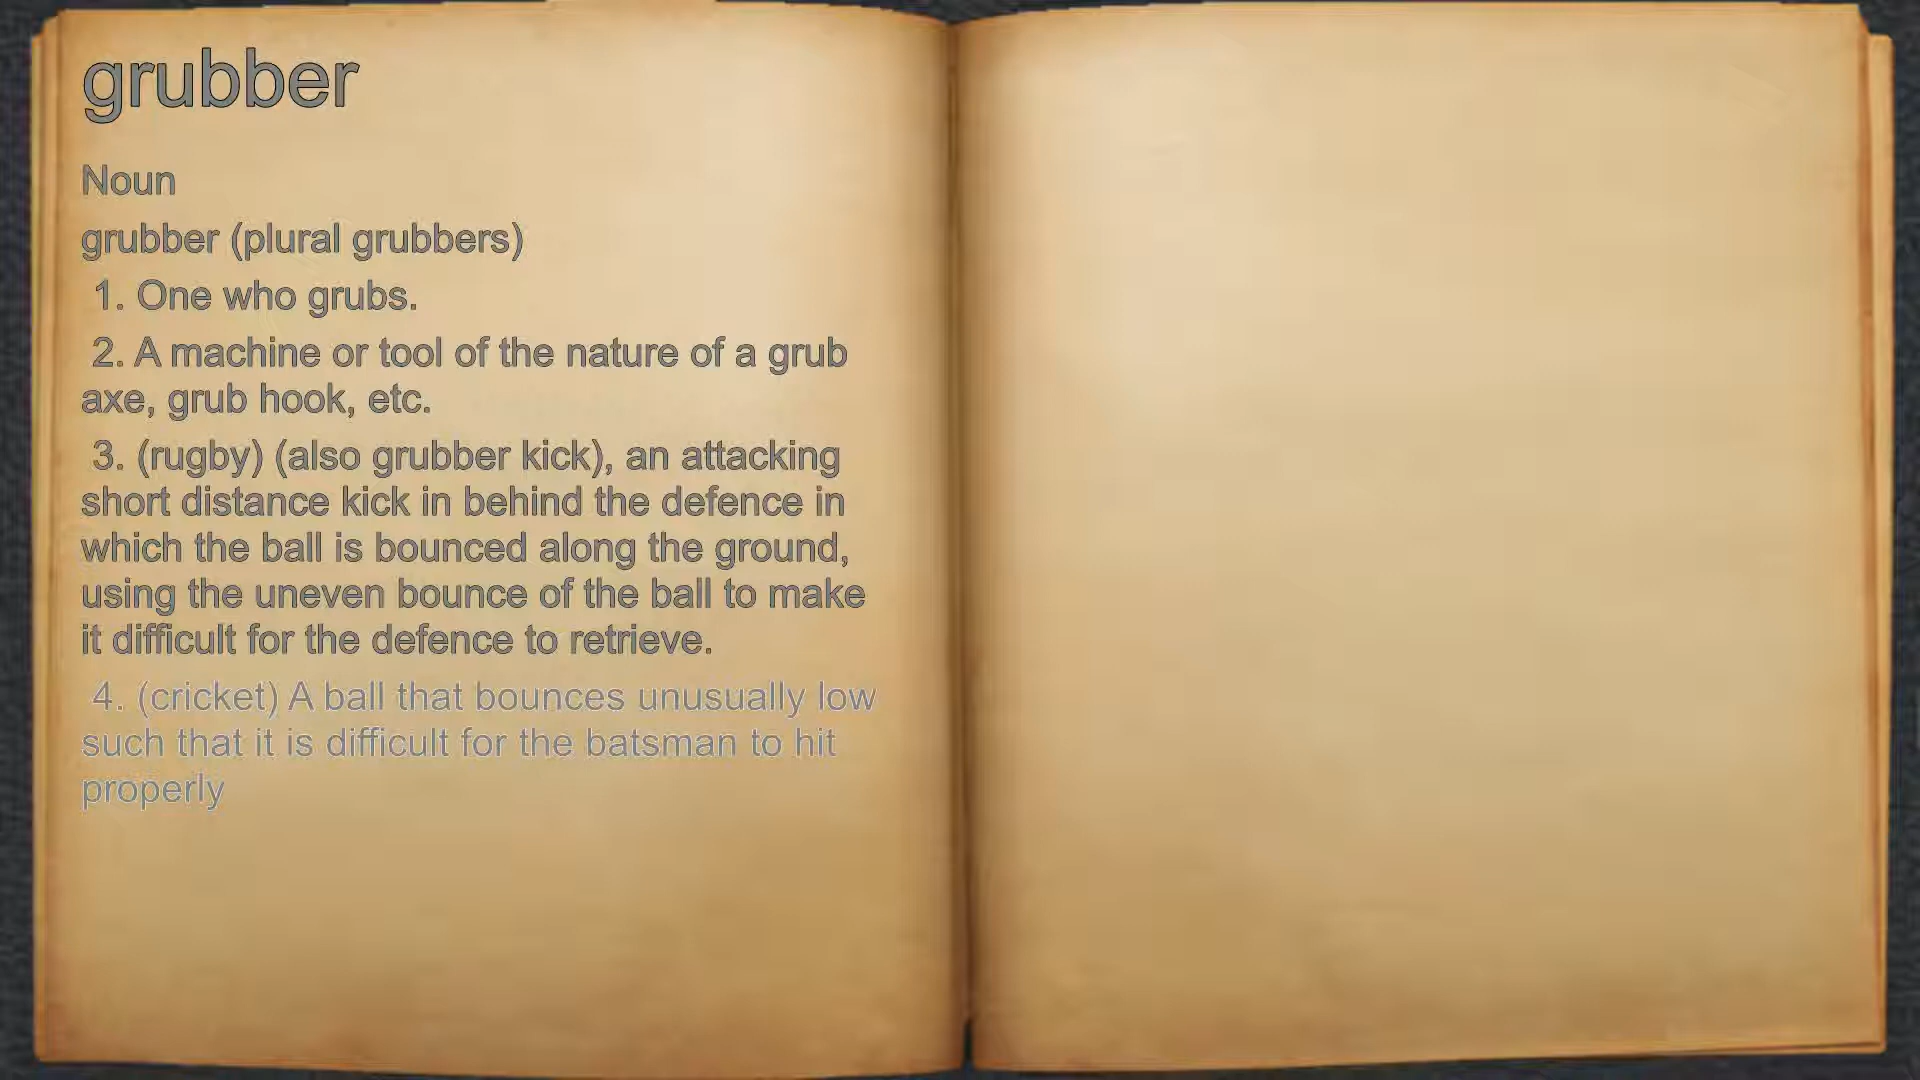 grubber
Noun
grubber (plural grubbers)
1. One who grubs.
2. A machine or tool of the nature of a grub
axe, grub hook, etc.
3. (rugby) (also grubber kick), an attacking
short distance kick in behind the defence in
which the ball is bounced along the ground,
using the uneven bounce of the ball to make
it difficult for the defence to retrieve.
4. (cricket) A ball that bounces unusually low
such that it is difficult for the batsman to hit
properly